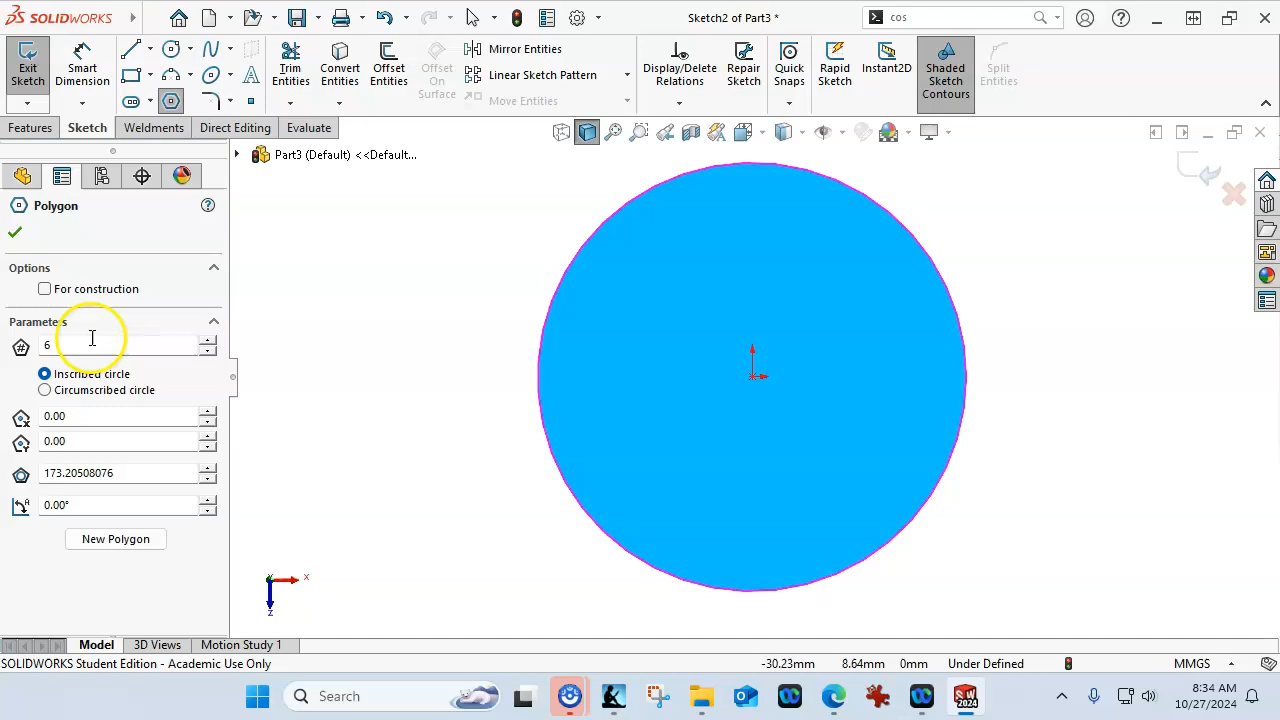 SOLIDWORKS
Sketch2 of Part3 *
cos
Exit Sketch
Smart Dimension
Trim Entities
Convert Entities
Offset Entities
Offset On Surface
Mirror Entities
Linear Sketch Pattern
Move Entities
Display/Delete Relations
Repair Sketch
Quick Snaps
Rapid Sketch
Instant2D
Shaded Sketch Contours
Split Entities
Features
Sketch
Weldments
Direct Editing
Evaluate
Part3 (Default) <<Default...
Polygon
Options
For construction
Parameters
6
Inscribed circle
Circumscribed circle
0.00
0.00
173.20508076
0.00°
New Polygon
Y
X
Z
Model
3D Views
Motion Study 1
SOLIDWORKS Student Edition - Academic Use Only
-30.23mm
8.64mm
0mm
Under Defined
MMGS
Search
SW
2024
8:34 AM
10/27/2024